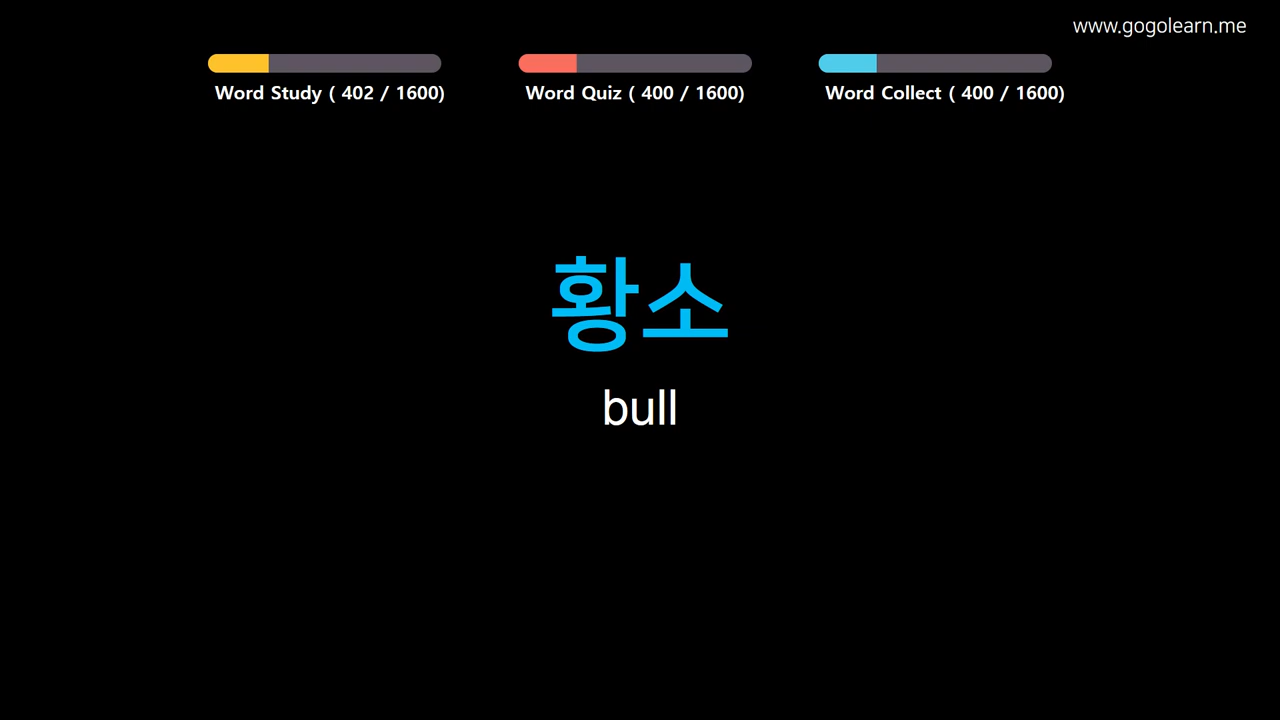 www.gogolearn.me
Word Study ( 402 / 1600)
Word Quiz ( 400 / 1600)
Word Collect ( 400 / 1600)
황소
bull